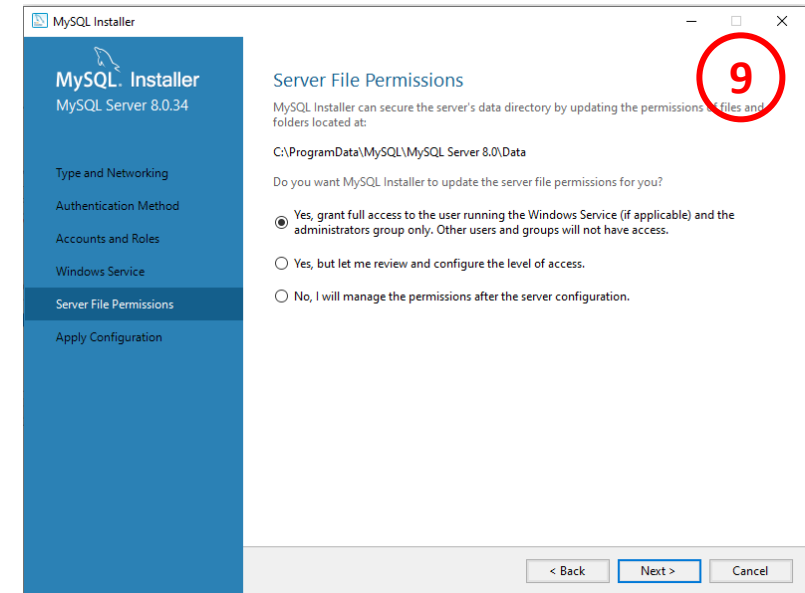 MySQL Installer
MySQL. Installer
MySQL Server 8.0.34
Type and Networking
Authentication Method
Accounts and Roles
Windows Service
Server File Permissions
Apply Configuration
Server File Permissions
9
MySQL Installer can secure the server's data directory by updating the permissions of files and
folders located at:
C:\ProgramData\MySQL\MySQL Server 8.0\Data
Do you want MySQL Installer to update the server file permissions for you?
Yes, grant full access to the user running the Windows Service (if applicable) and the
administrators group only. Other users and groups will not have access.
Yes, but let me review and configure the level of access.
No, I will manage the permissions after the server configuration.
< Back Next > Cancel